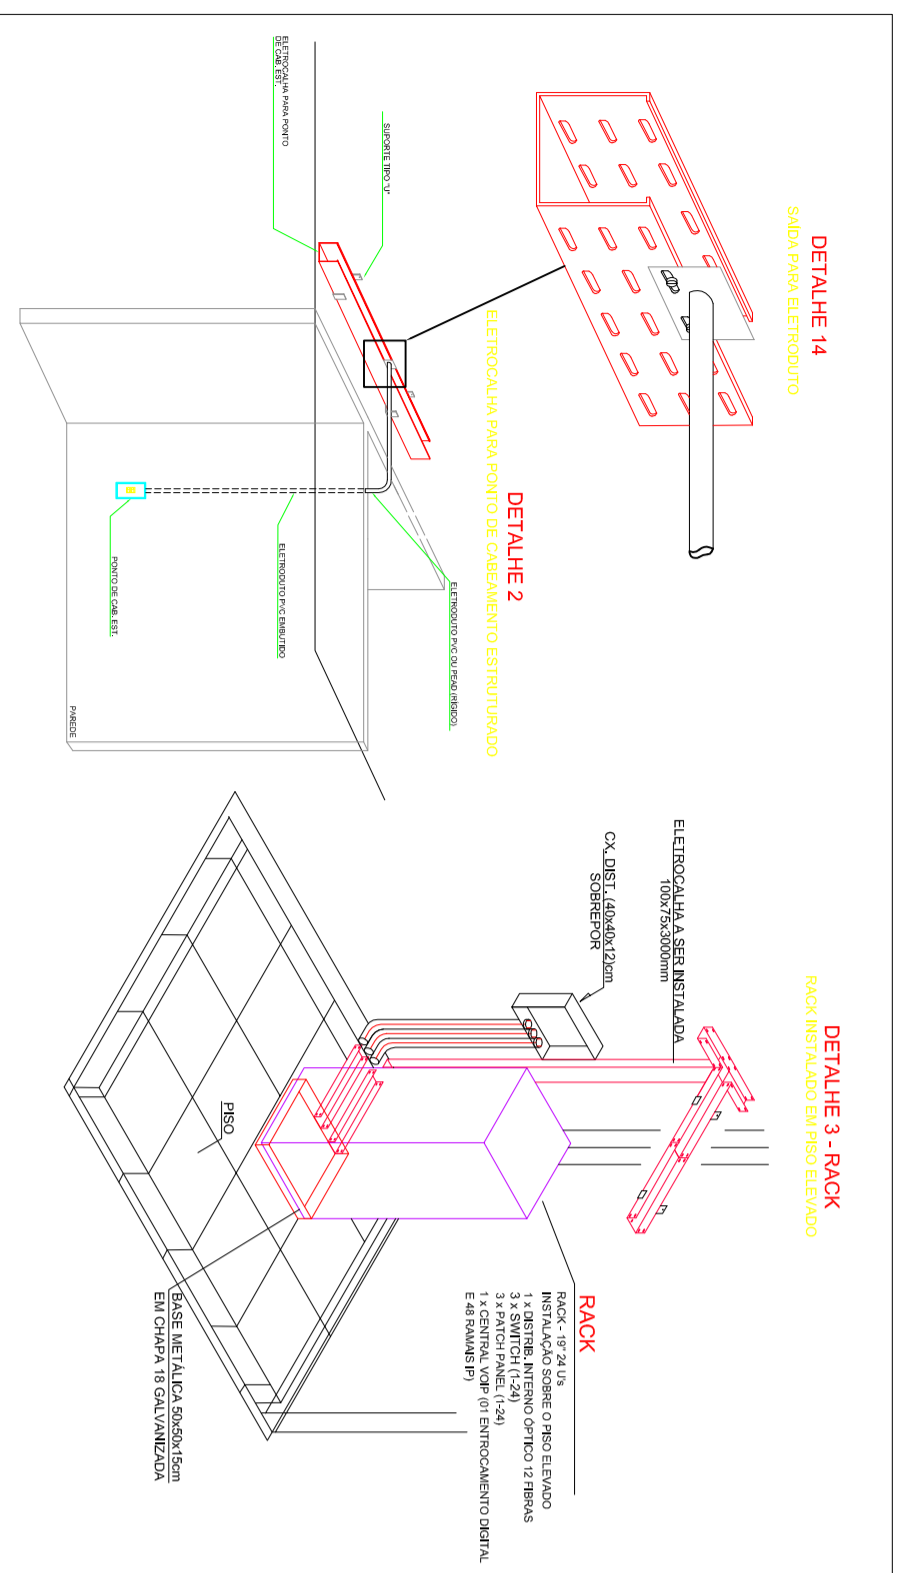 DETALHE 14
SAÍDA PARA ELETRODUTO
DETALHE 2
ELETROCALHA PARA PONTO DE CABEAMENTO ESTRUTURADO
SUPORTE TIPO "U"
ELETROCALHA PARA PONTO
DE CAB. EST.
ELETRODUTO PVC OU PEAD (RÍGIDO)
ELETRODUTO PVC EMBUTIDO
PONTO DE CAB. EST.
PAREDE
DETALHE 3 - RACK
RACK INSTALADO EM PISO ELEVADO
ELETROCALHA A SER INSTALADA
100x75x3000mm
CX. DIST. (40x40x12)cm
SOBREPOR
PISO
RACK
RACK - 19" 24 U's
INSTALAÇÃO SOBRE O PISO ELEVADO
1 x DISTRIB. INTERNO ÓPTICO 12 FIBRAS
3 x SWITCH (1-24)
3 x PATCH PANEL (1-24)
1 x CENTRAL VOIP (01 ENTROCAMENTO DIGITAL
E 48 RAMAIS IP)
BASE METÁLICA 50x50x15cm
EM CHAPA 18 GALVANIZADA